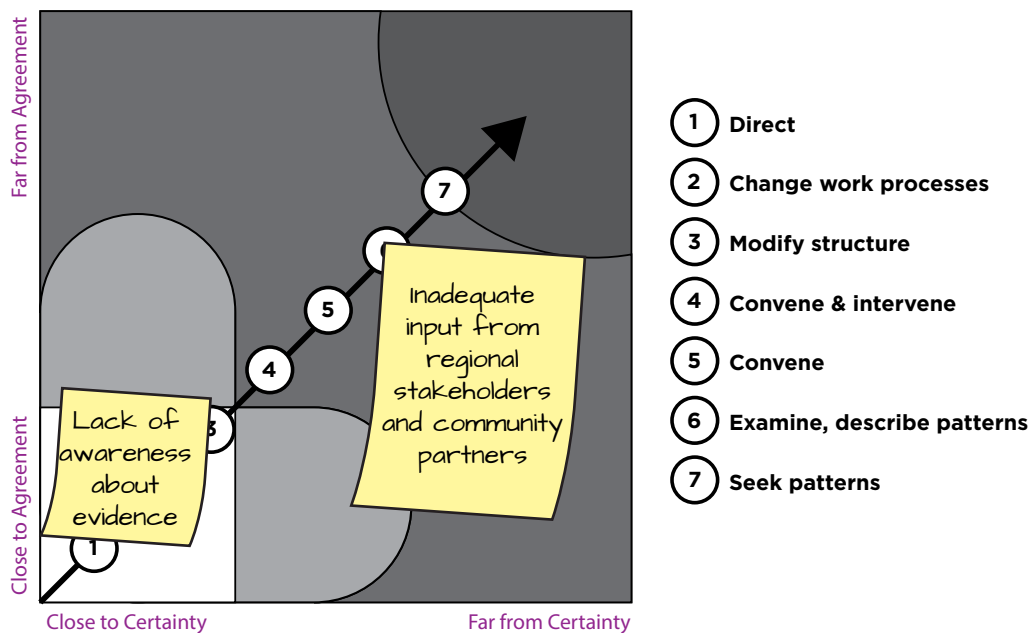 Far from Agreement
Close to Agreement
Close to Certainty
Far from Certainty
1
3
4
5
7
Lack of
awareness
about
evidence
Inadequate
input from
regional
stakeholders
and community
partners
1 Direct
2 Change work processes
3 Modify structure
4 Convene & intervene
5 Convene
6 Examine, describe patterns
7 Seek patterns